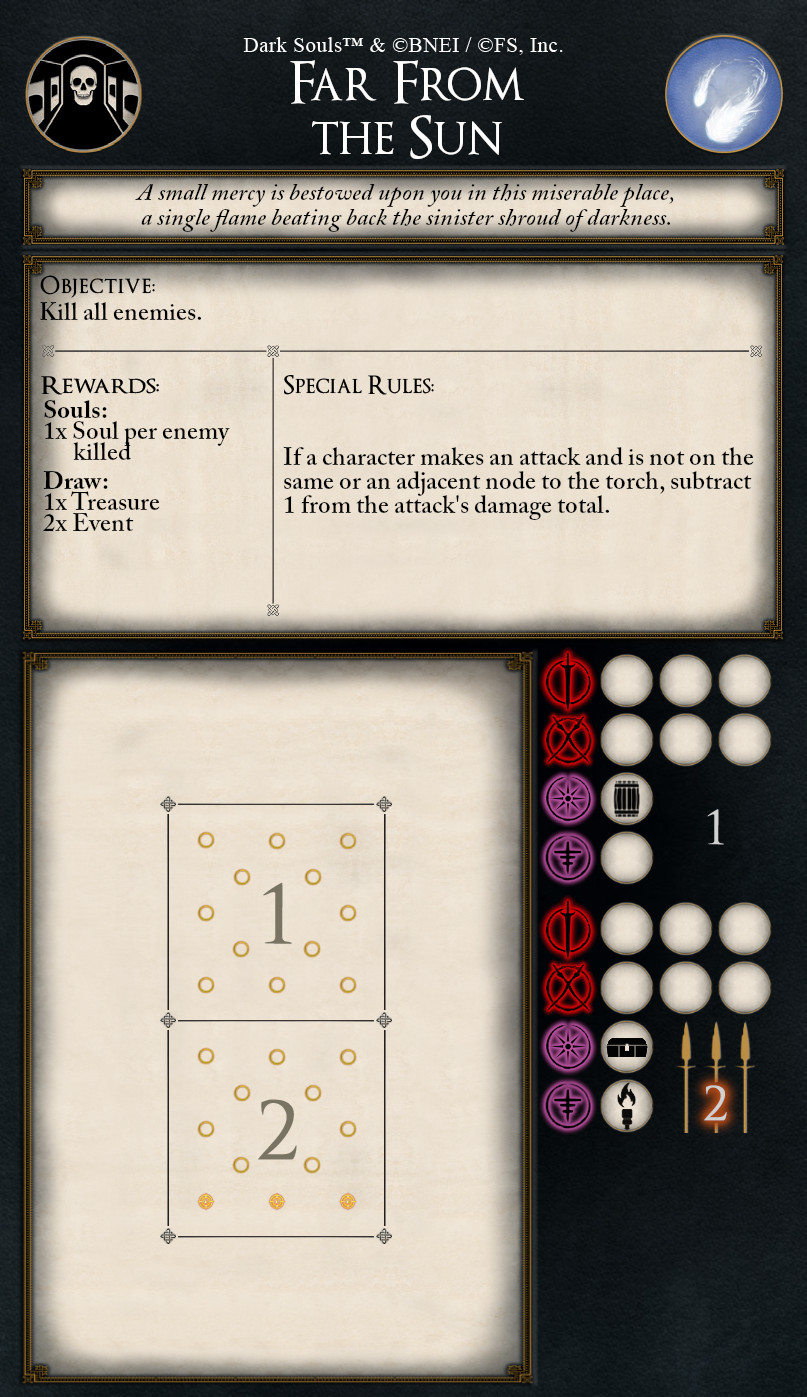 Dark Souls™ & ©BNEI / ©FS, Inc.
Far From
the Sun
A small mercy is bestowed upon you in this miserable place,
a single flame beating back the sinister shroud of darkness.
Objective:
Kill all enemies.
Rewards:
Souls:
1x Soul per enemy
killed
Draw:
1x Treasure
2x Event
Special Rules:
If a character makes an attack and is not on the
same or an adjacent node to the torch, subtract
1 from the attack's damage total.
1
2
1
2